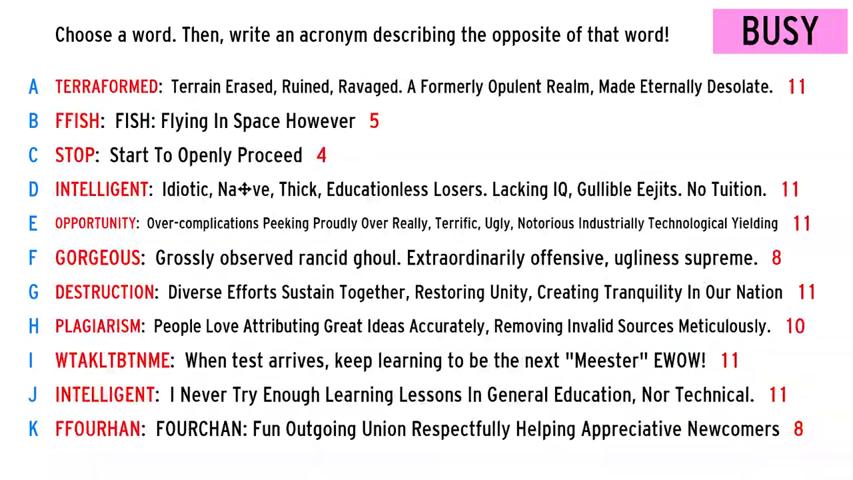 Choose a word. Then, write an acronym describing the opposite of that word!
BUSY
A TERRAFORMED: Terrain Erased, Ruined, Ravaged. A Formerly Opulent Realm, Made Eternally Desolate. 11
B FFISH: FISH: Flying In Space However 5
C STOP: Start To Openly Proceed 4
D INTELLIGENT: Idiotic, Na✢ve, Thick, Educationless Losers. Lacking IQ, Gullible Eejits. No Tuition. 11
E OPPORTUNITY: Over-complications Peeking Proudly Over Really, Terrific, Ugly, Notorious Industrially Technological Yielding 11
F GORGEOUS: Grossly observed rancid ghoul. Extraordinarily offensive, ugliness supreme. 8
G DESTRUCTION: Diverse Efforts Sustain Together, Restoring Unity, Creating Tranquility In Our Nation 11
H PLAGIARISM: People Love Attributing Great Ideas Accurately, Removing Invalid Sources Meticulously. 10
I WTAKLTBTNME: When test arrives, keep learning to be the next "Meester" EWOW! 11
J INTELLIGENT: I Never Try Enough Learning Lessons In General Education, Nor Technical. 11
K FFOURHAN: FOURCHAN: Fun Outgoing Union Respectfully Helping Appreciative Newcomers 8